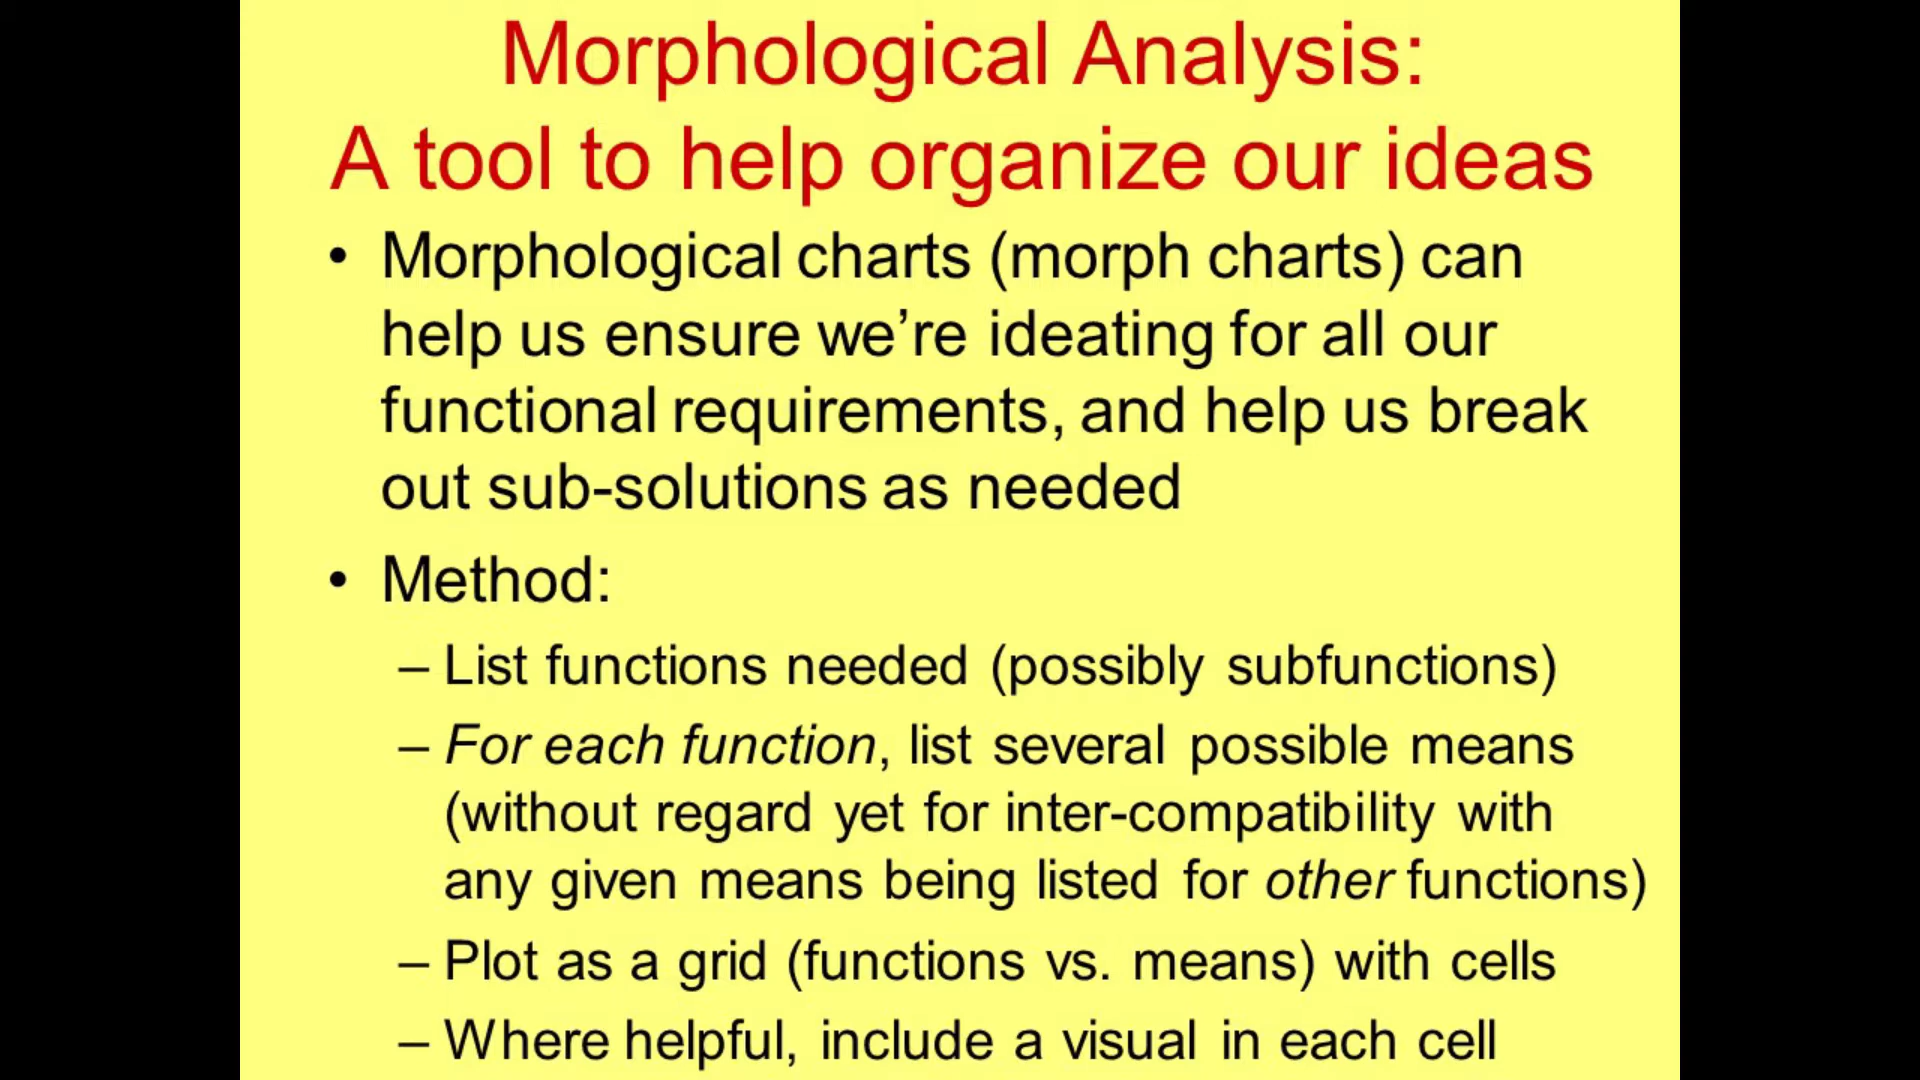 Morphological Analysis:
A tool to help organize our ideas
• Morphological charts (morph charts) can
help us ensure we’re ideating for all our
functional requirements, and help us break
out sub-solutions as needed
• Method:
– List functions needed (possibly subfunctions)
– For each function, list several possible means
(without regard yet for inter-compatibility with
any given means being listed for other functions)
– Plot as a grid (functions vs. means) with cells
– Where helpful, include a visual in each cell